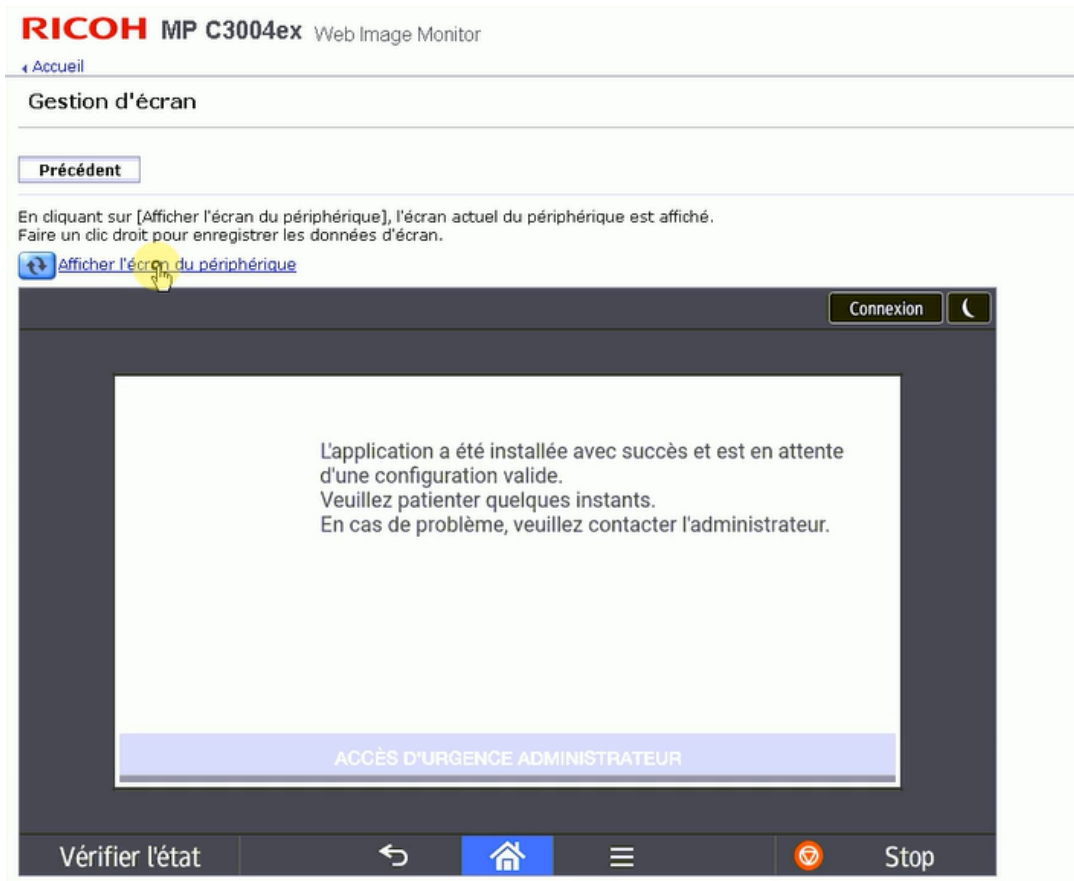 RICOH MP C3004ex Web Image Monitor
Accueil
Gestion d'écran
Précédent
En cliquant sur [Afficher l'écran du périphérique], l'écran actuel du périphérique est affiché.
Faire un clic droit pour enregistrer les données d'écran.
Afficher l'écran du périphérique
Connexion
L'application a été installée avec succès et est en attente
d'une configuration valide.
Veuillez patienter quelques instants.
En cas de problème, veuillez contacter l'administrateur.
ACCÈS D'URGENCE ADMINISTRATEUR
Vérifier l'état
Stop